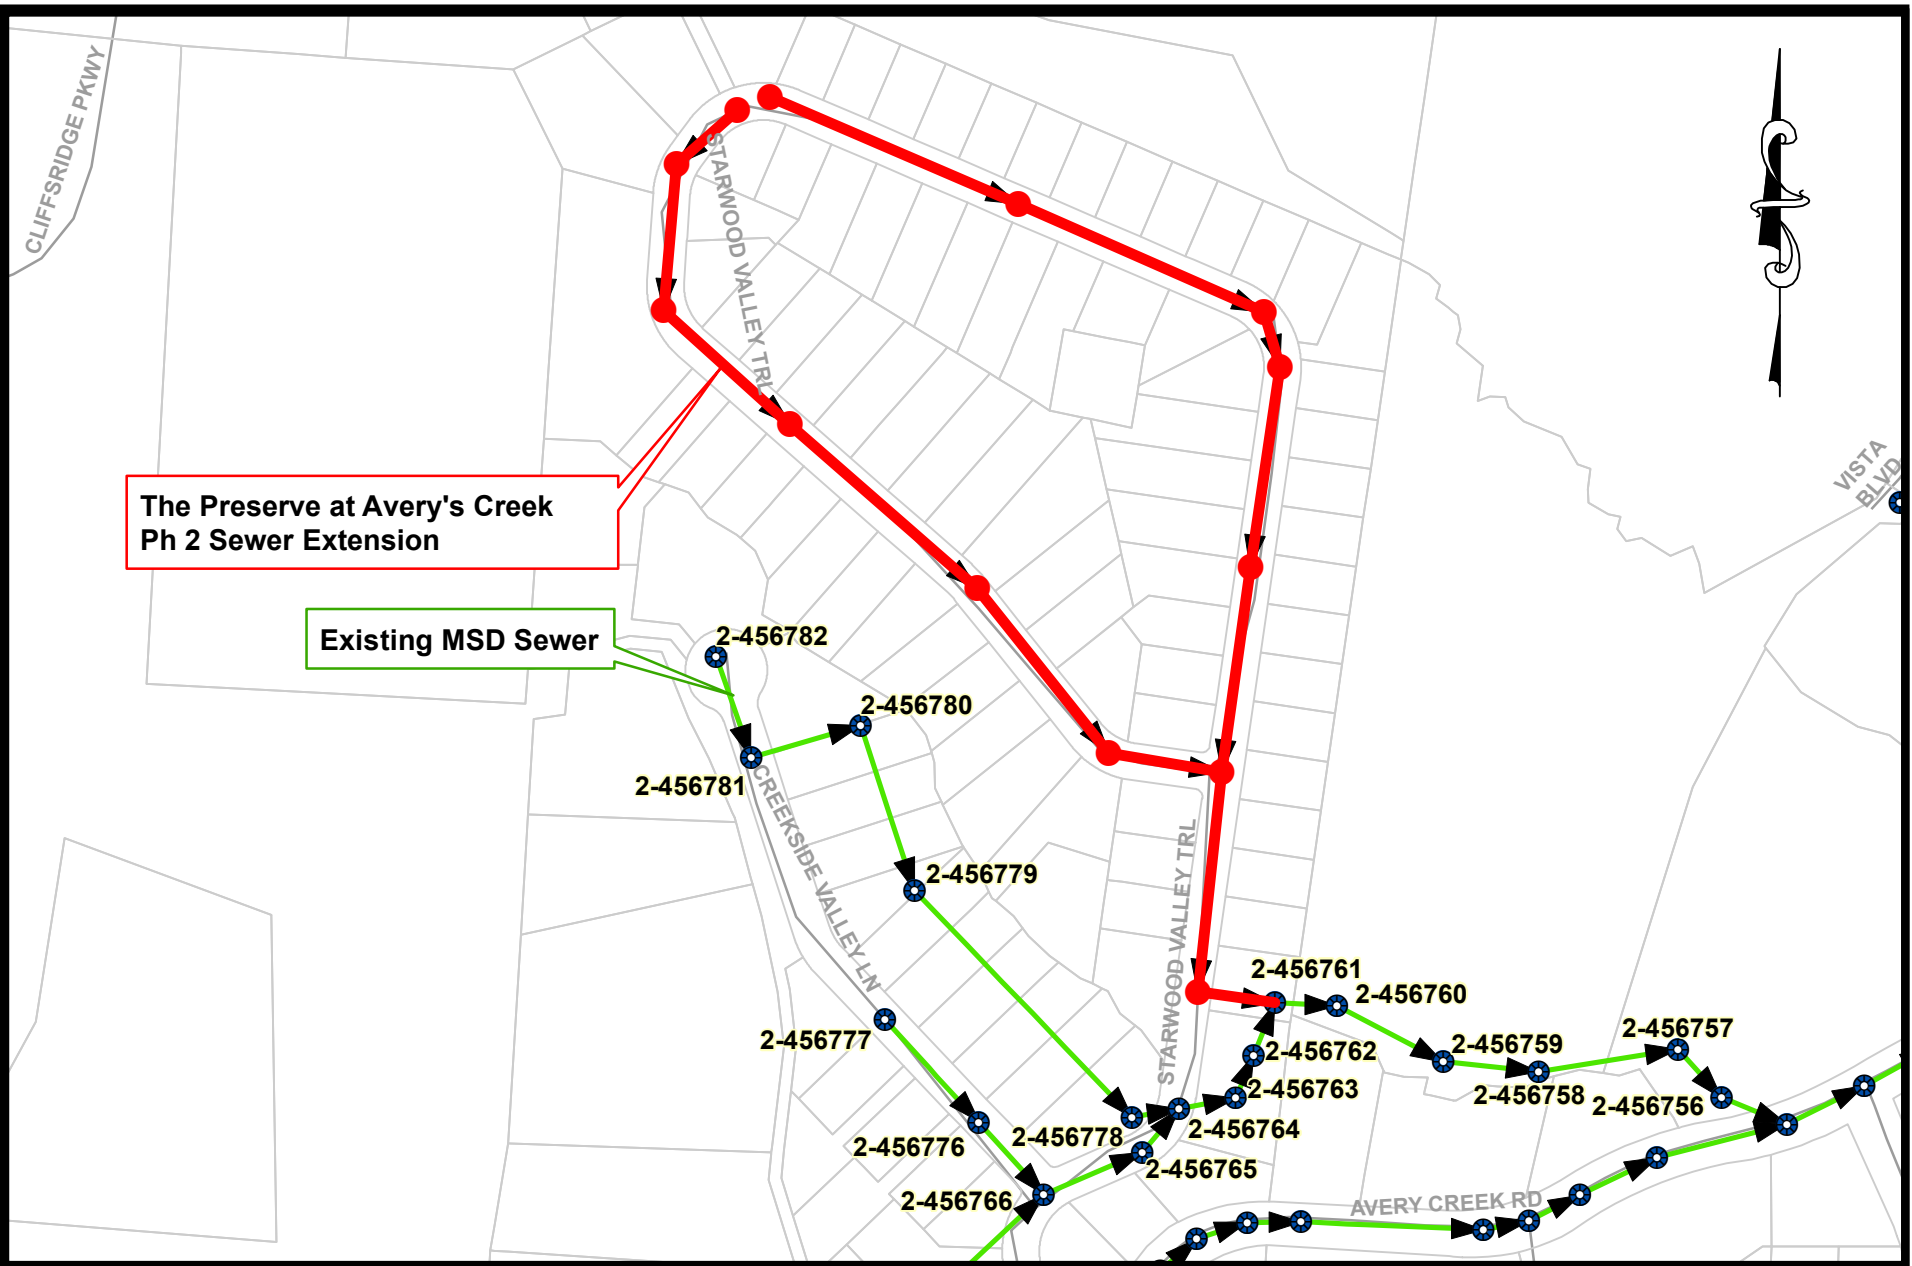 CLIFFSRIDGE PKWY
STARWOOD VALLEY TRL
VISTA
BLVD
The Preserve at Avery's Creek
Ph 2 Sewer Extension
Existing MSD Sewer
2-456782
2-456780
2-456781
CREEKSIDE VALLEY LN
2-456779
STARWOOD VALLEY TRL
2-456761
2-456760
2-456777
2-456762
2-456759
2-456757
2-456763
2-456758
2-456756
2-456776
2-456778
2-456764
2-456765
2-456766
AVERY CREEK RD